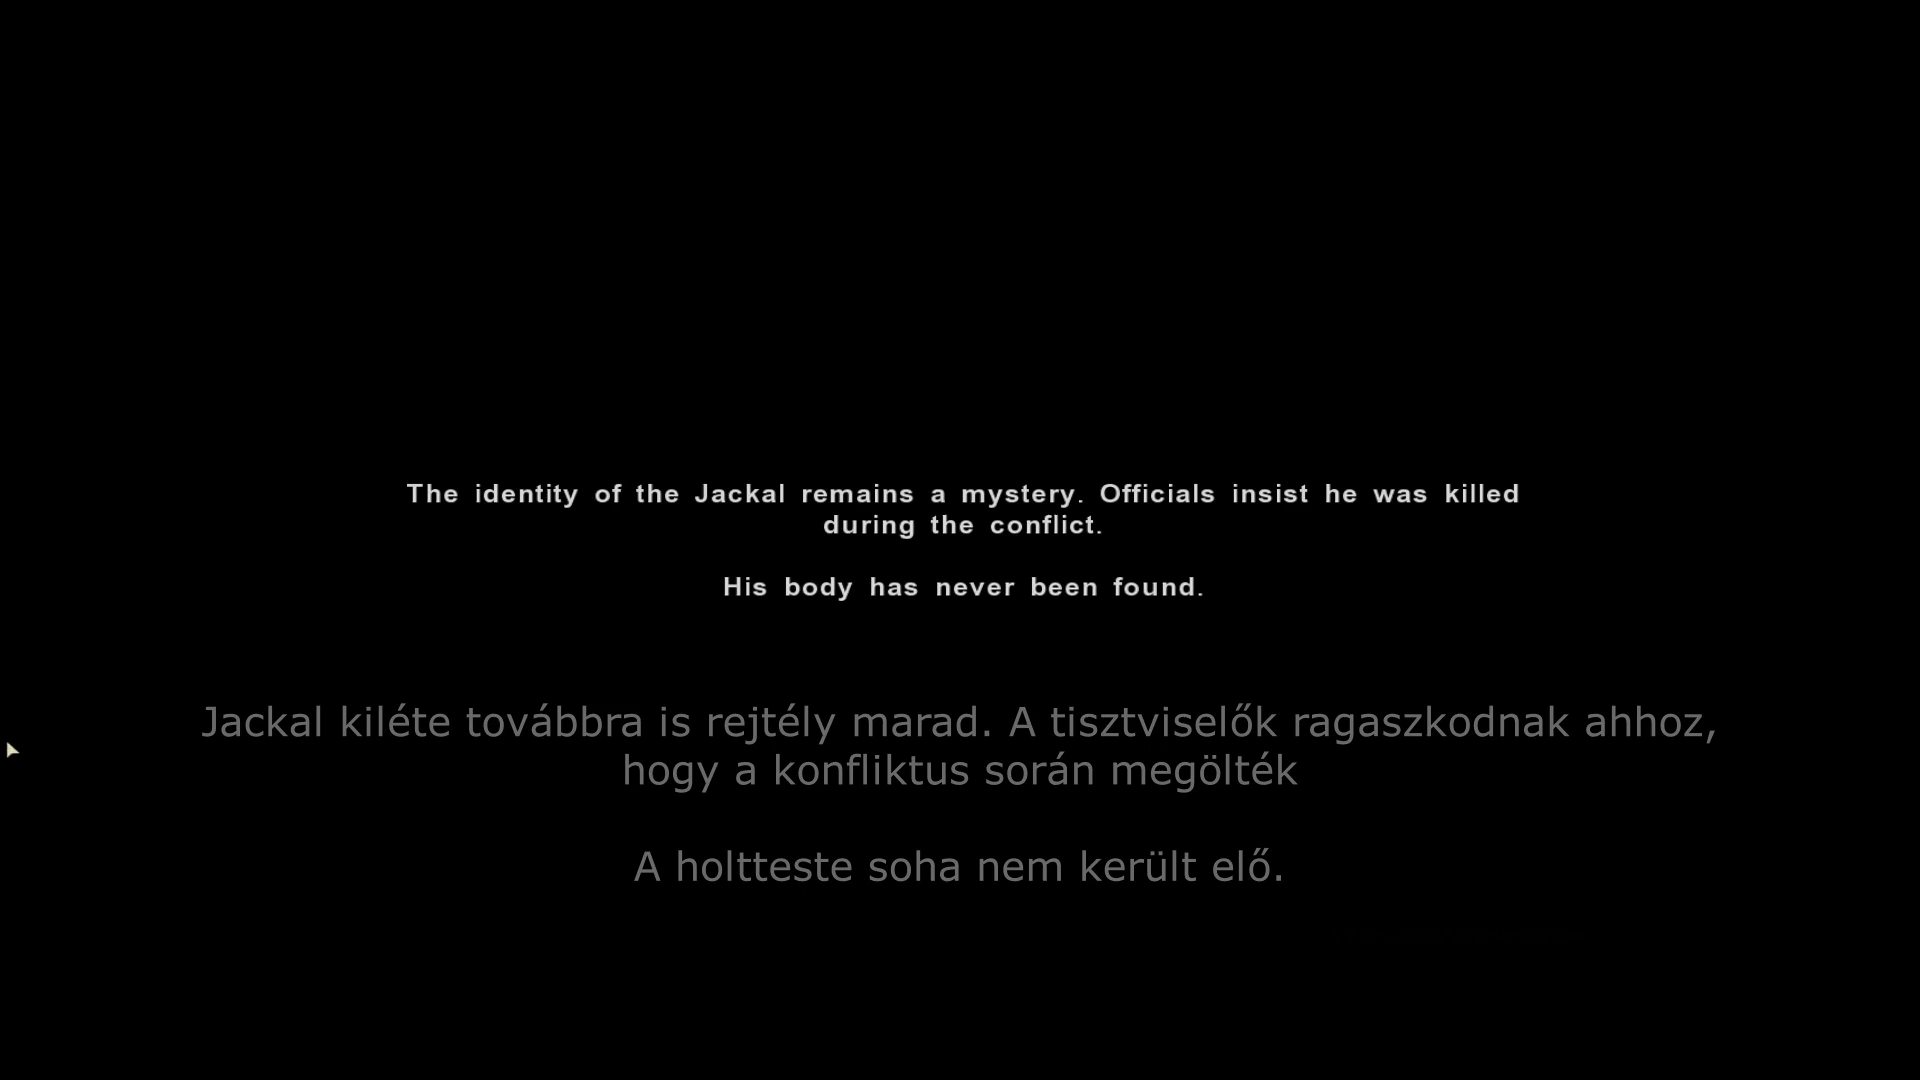 The identity of the Jackal remains a mystery. Officials insist he was killed
during the conflict.
His body has never been found.
Jackal kiléte továbbra is rejtély marad. A tisztviselők ragaszkodnak ahhoz,
hogy a konfliktus során megölték
A holtteste soha nem került elő.